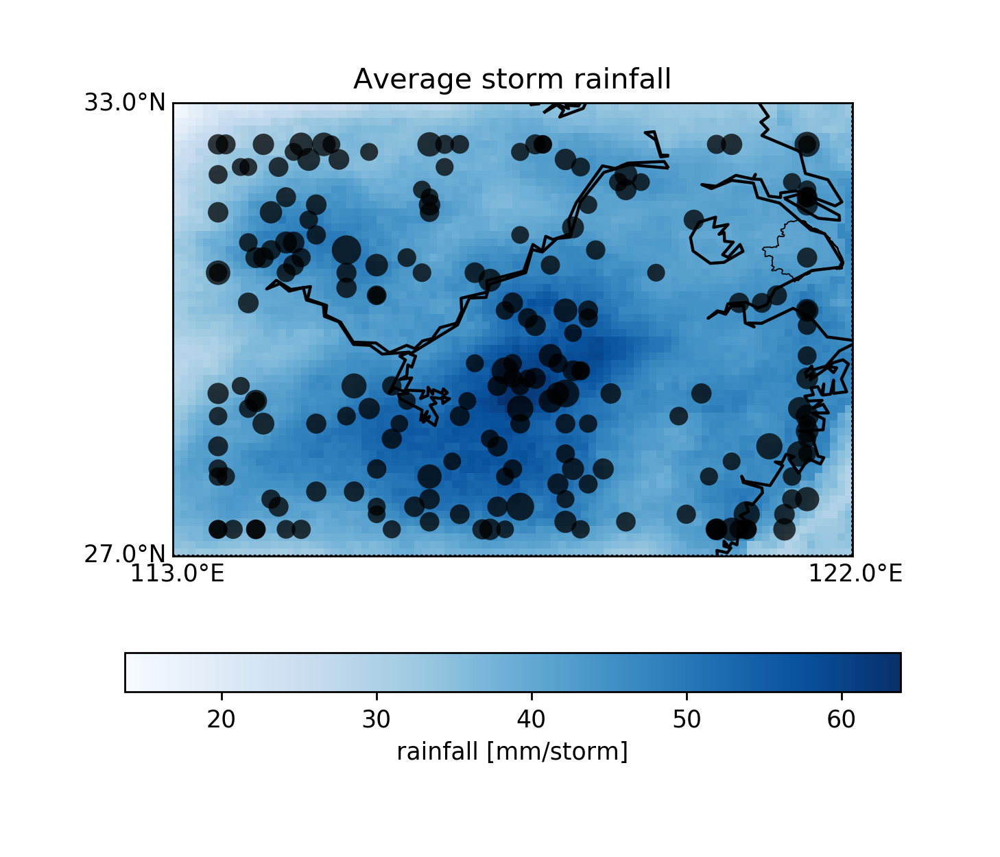 Average storm rainfall
33.0°N
27.0°N
113.0°E 122.0°E
20 30 40 50 60
rainfall [mm/storm]